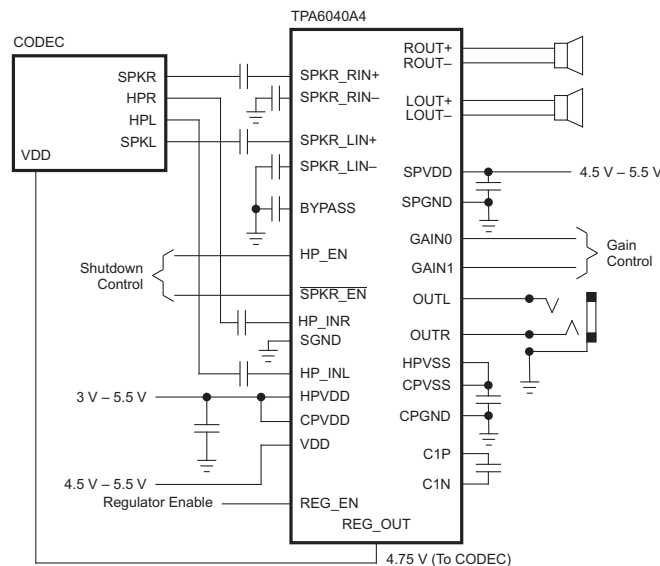 TPA6040A4
CODEC
SPKR
HPR
HPL
SPKL
VDD
SPKR_RIN+
SPKR_RIN–
SPKR_LIN+
SPKR_LIN–
BYPASS
HP_EN
SPKR_EN
HP_INR
SGND
HP_INL
HPVDD
CPVDD
VDD
REG_EN
REG_OUT
ROUT+
ROUT–
LOUT+
LOUT–
SPVDD
SPGND
GAIN0
GAIN1
OUTL
OUTR
HPVSS
CPVSS
CPGND
C1P
C1N
Shutdown
Control
3 V – 5.5 V
4.5 V – 5.5 V
Regulator Enable
4.5 V – 5.5 V
Gain
Control
4.75 V (To CODEC)